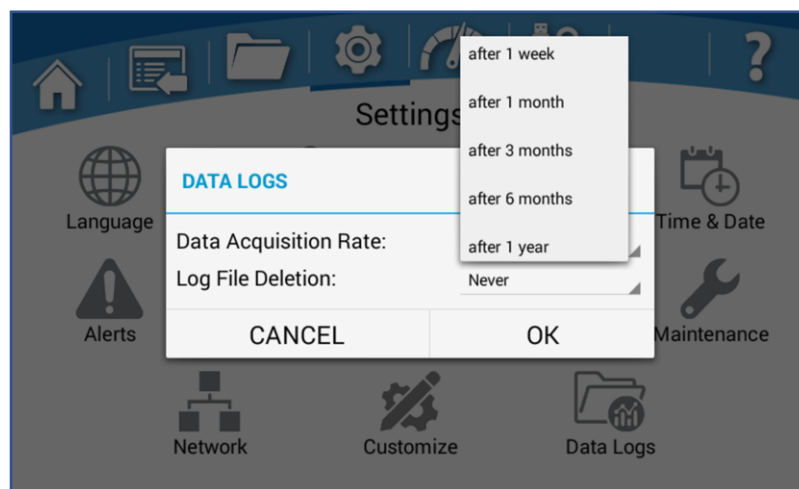 ?
Settings
after 1 week
after 1 month
after 3 months
after 6 months
after 1 year
DATA LOGS
Language
Time & Date
Data Acquisition Rate:
Log File Deletion:
Never
Alerts
CANCEL
OK
Maintenance
Network
Customize
Data Logs